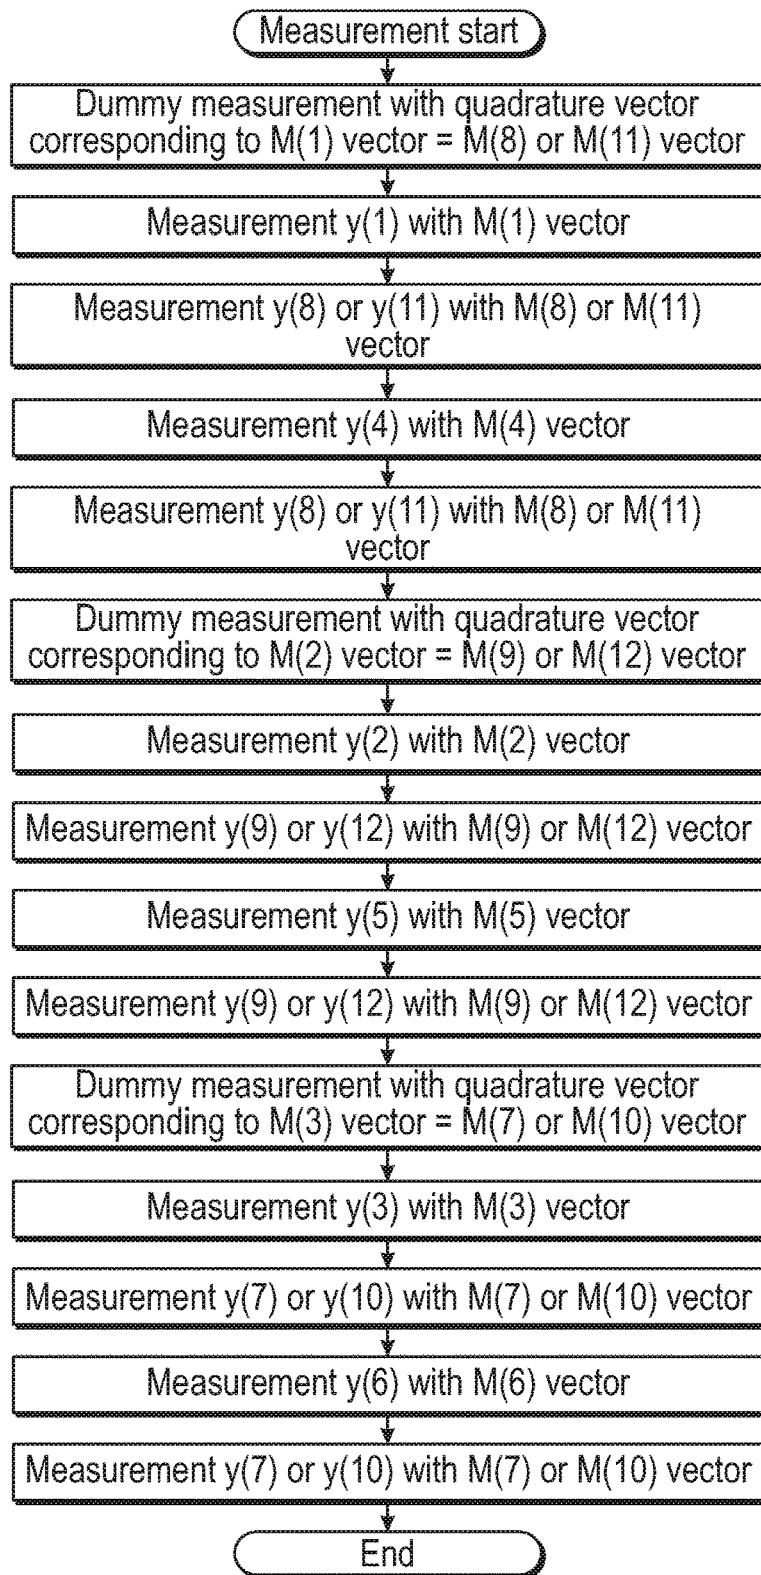 Measurement start
Dummy measurement with quadrature vector
corresponding to M(1) vector = M(8) or M(11) vector
Measurement y(1) with M(1) vector
Measurement y(8) or y(11) with M(8) or M(11)
vector
Measurement y(4) with M(4) vector
Measurement y(8) or y(11) with M(8) or M(11)
vector
Dummy measurement with quadrature vector
corresponding to M(2) vector = M(9) or M(12) vector
Measurement y(2) with M(2) vector
Measurement y(9) or y(12) with M(9) or M(12) vector
Measurement y(5) with M(5) vector
Measurement y(9) or y(12) with M(9) or M(12) vector
Dummy measurement with quadrature vector
corresponding to M(3) vector = M(7) or M(10) vector
Measurement y(3) with M(3) vector
Measurement y(7) or y(10) with M(7) or M(10) vector
Measurement y(6) with M(6) vector
Measurement y(7) or y(10) with M(7) or M(10) vector
End